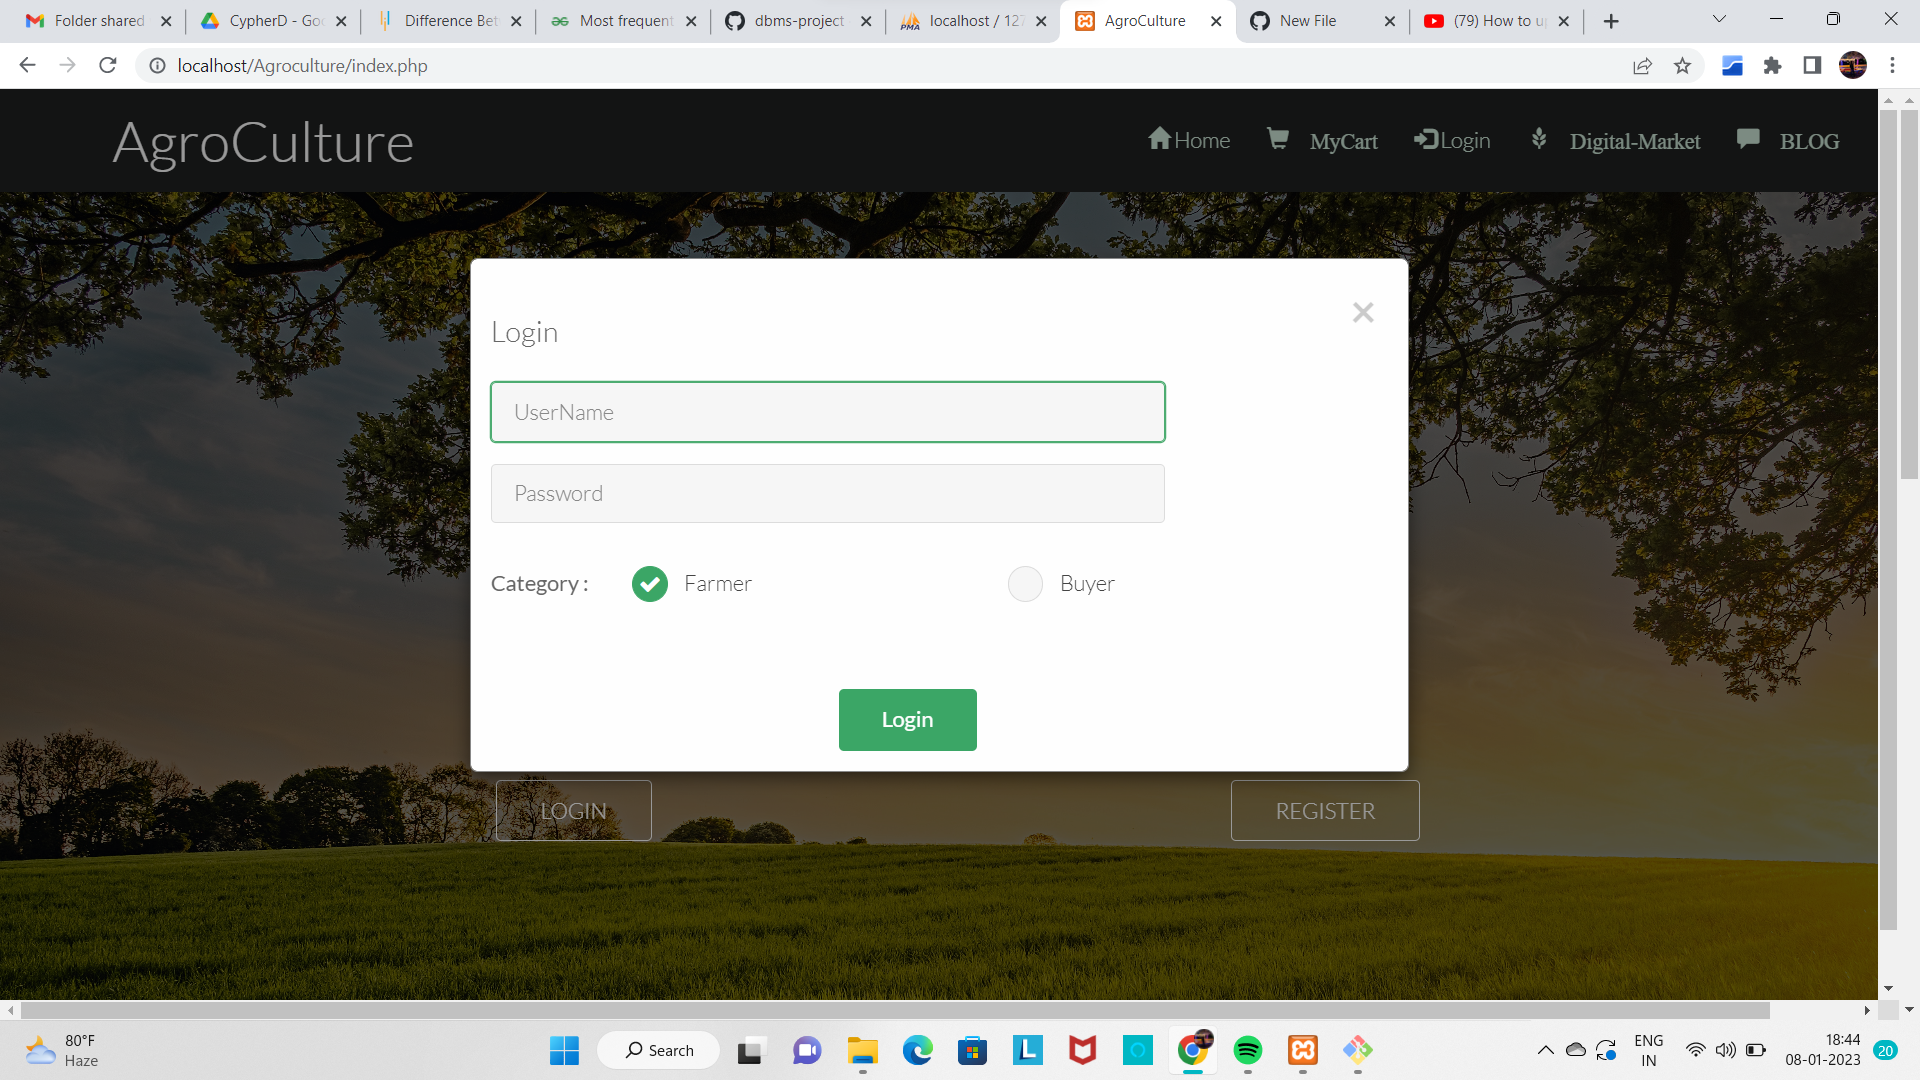 Folder shared
CypherD - Goo
Difference Bet
Most frequent
dbms-project
localhost / 127
AgroCulture
New File
(79) How to up
localhost/Agroculture/index.php
AgroCulture
Home
MyCart
Login
Digital-Market
BLOG
Login
UserName
Password
Category :
Farmer
Buyer
Login
LOGIN
REGISTER
80°F
Haze
Search
ENG
IN
18:44
08-01-2023
20